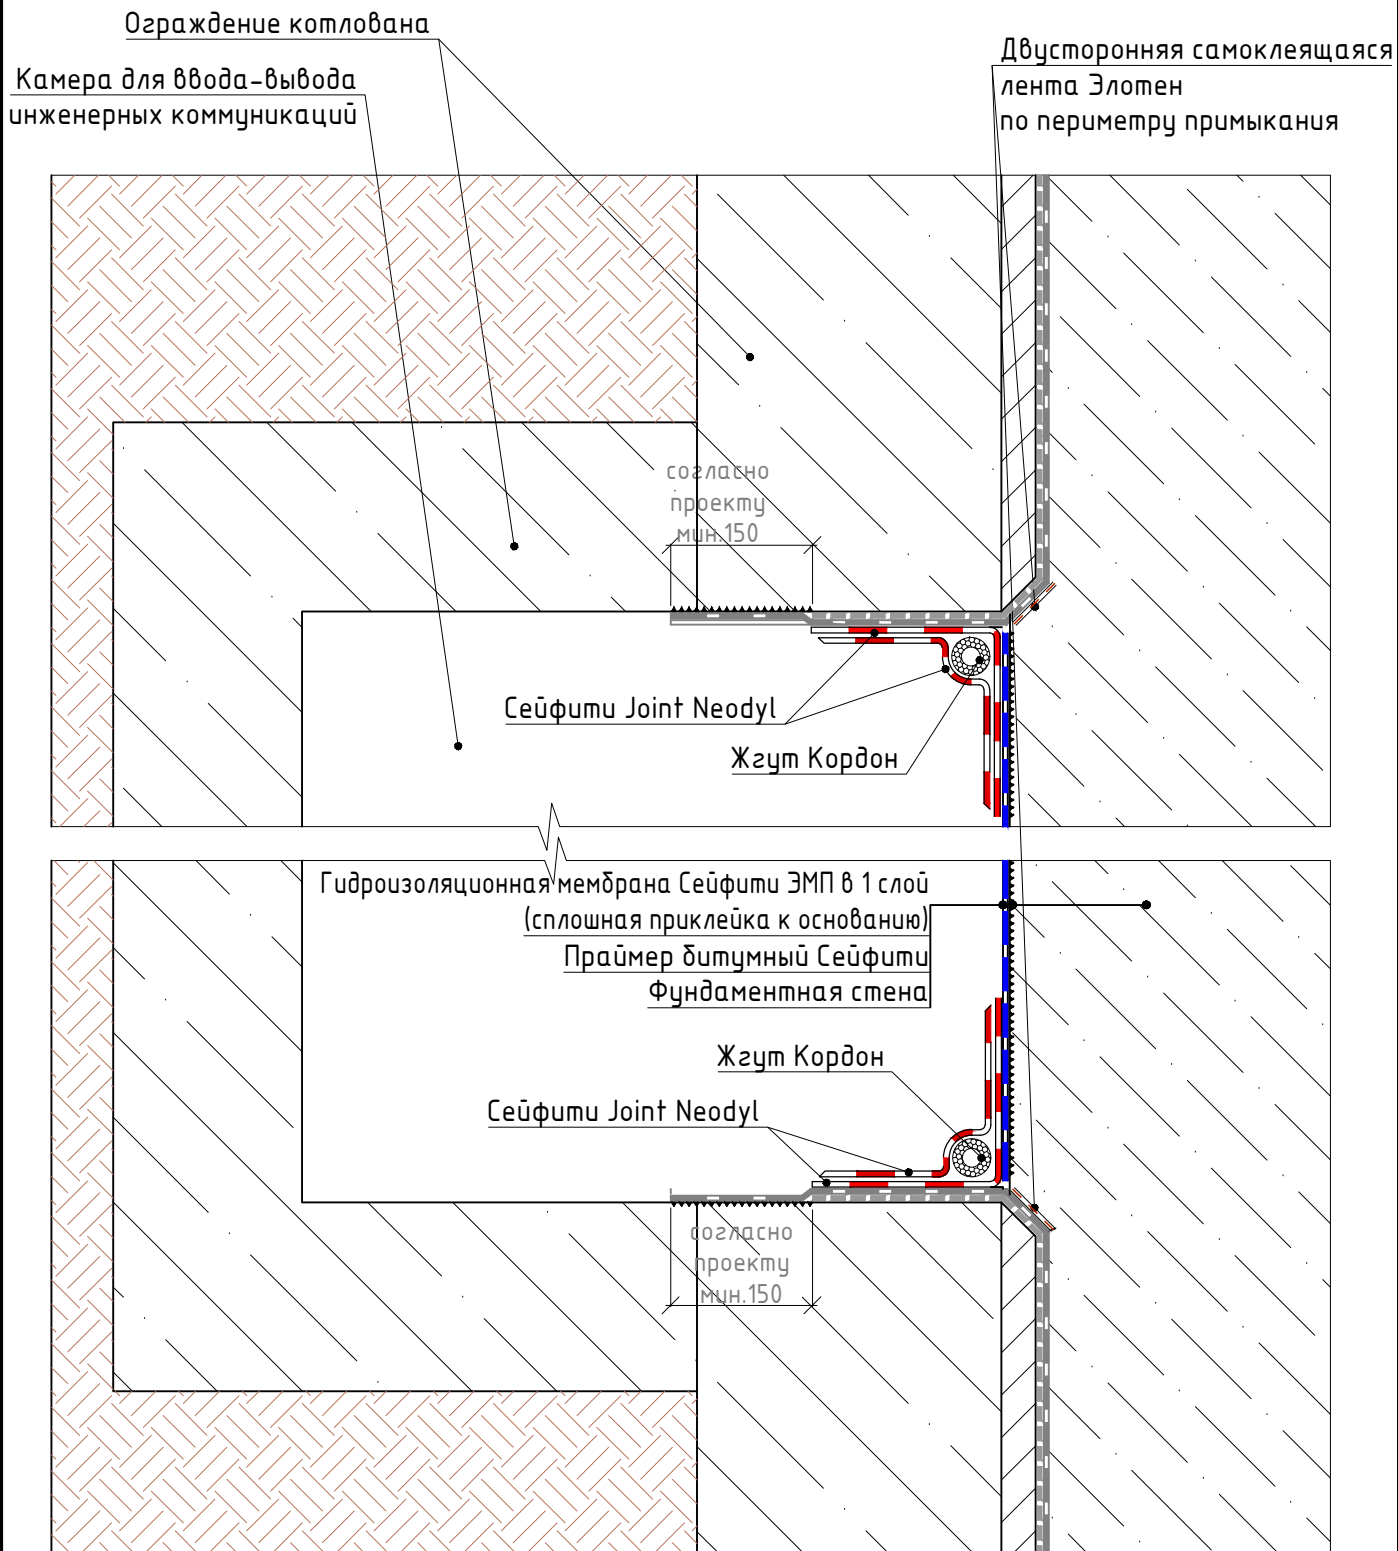 Ограждение котлована
Камера для ввода-вывода
инженерных коммуникаций
Двусторонняя самоклеящаяся
лента Элотен
по периметру примыкания
согласно
проекту
мин.150
Сейфити Joint Neodyl
Жгут Кордон
Гидроизоляционная мембрана Сейфити ЭМП в 1 слой
(сплошная приклейка к основанию)
Праймер битумный Сейфити
Фундаментная стена
Жгут Кордон
Сейфити Joint Neodyl
согласно
проекту
мин.150